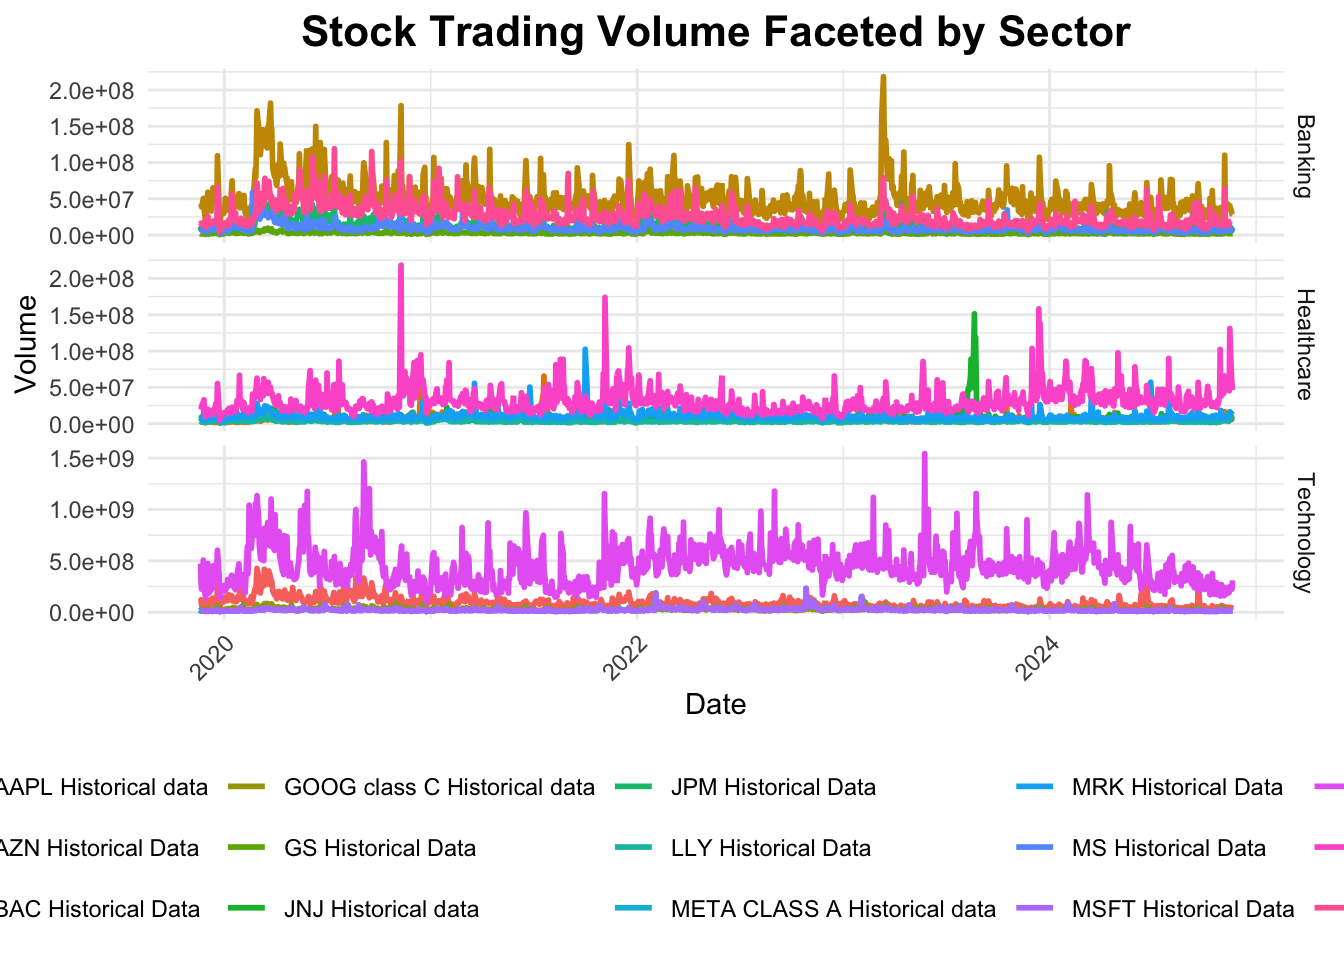 Stock Trading Volume Faceted by Sector
Volume
2.0e+08
1.5e+08
1.0e+08
5.0e+07
0.0e+00
Banking
2.0e+08
1.5e+08
1.0e+08
5.0e+07
0.0e+00
Healthcare
1.5e+09
1.0e+09
5.0e+08
0.0e+00
Technology
2020
2022
2024
Date
AAPL Historical data
GOOG class C Historical data
JPM Historical Data
MRK Historical Data
AZN Historical Data
GS Historical Data
LLY Historical Data
MS Historical Data
BAC Historical Data
JNJ Historical data
META CLASS A Historical data
MSFT Historical Data